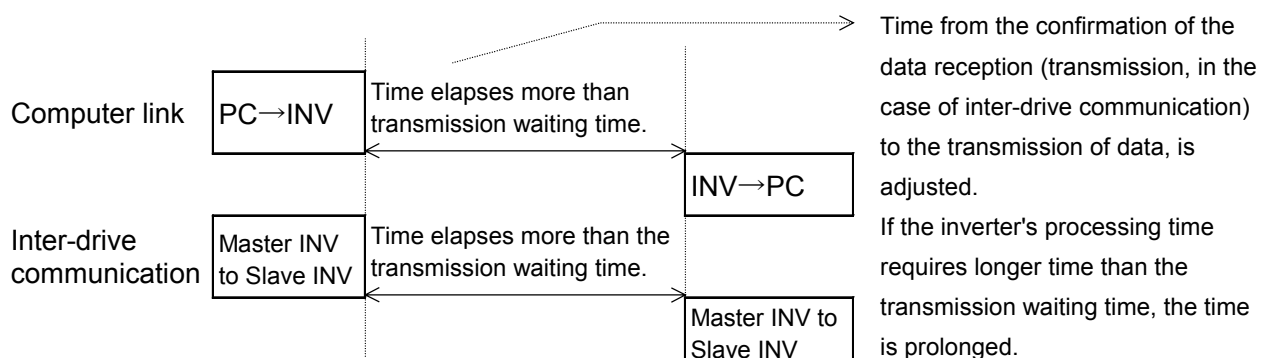 Computer link
PC→INV
Time elapses more than
transmission waiting time.
INV→PC
Inter-drive
communication
Master INV
to Slave INV
Time elapses more than the
transmission waiting time.
Master INV to
Slave INV
Time from the confirmation of the
data reception (transmission, in the
case of inter-drive communication)
to the transmission of data, is
adjusted.
If the inverter's processing time
requires longer time than the
transmission waiting time, the time
is prolonged.